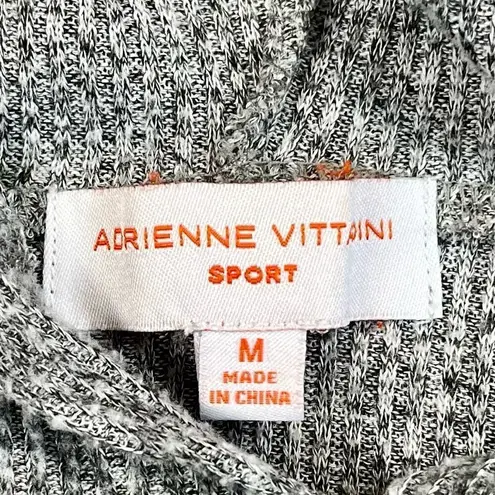 ADRIENNE VITTADINI
SPORT
M
MADE
IN CHINA